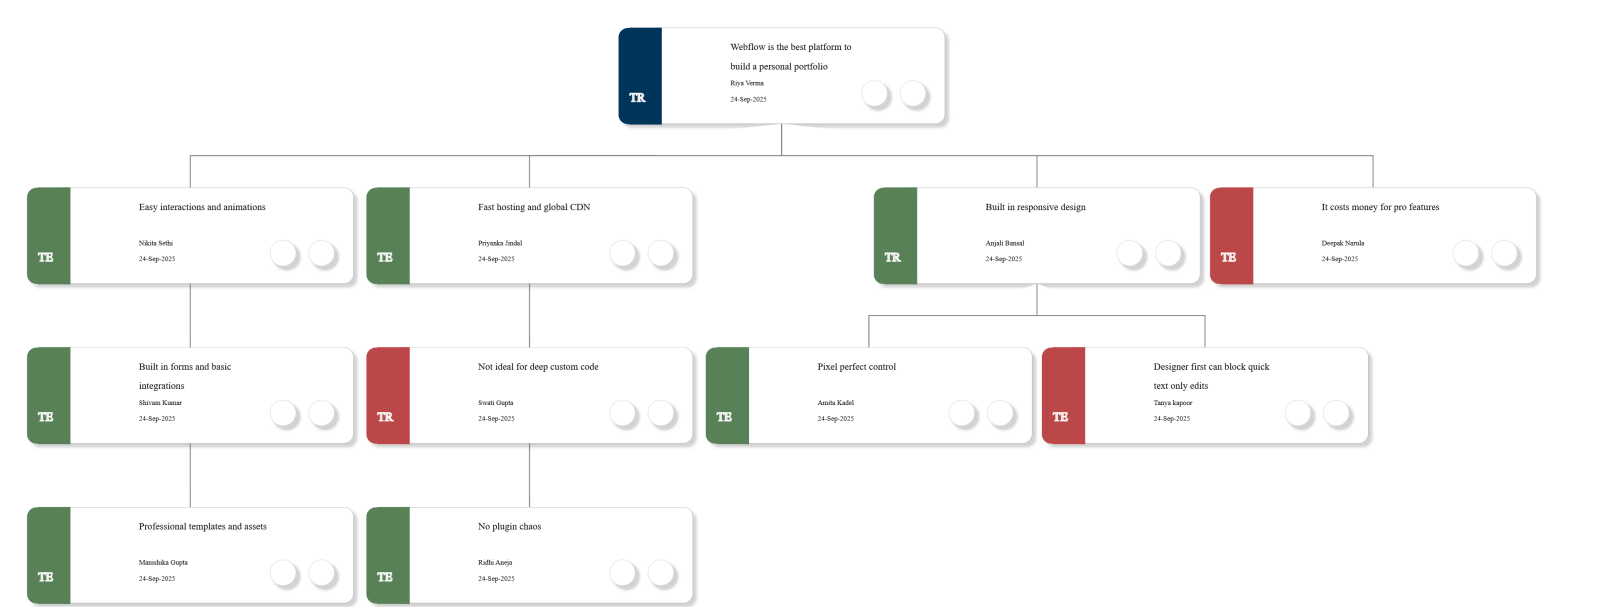 Webflow is the best platform to
build a personal portfolio
Riya Verma
24-Sep-2025
TR
Easy interactions and animations
Nikita Sethi
24-Sep-2025
TE
Fast hosting and global CDN
Priyanka Jindal
24-Sep-2025
TE
Built in responsive design
Anjali Bansal
24-Sep-2025
TR
It costs money for pro features
Deepak Narula
24-Sep-2025
TE
Built in forms and basic
integrations
Shivam Kumar
24-Sep-2025
TE
Not ideal for deep custom code
Swati Gupta
24-Sep-2025
TR
Pixel perfect control
Amita Kadel
24-Sep-2025
TE
Designer first can block quick
text only edits
Tanya kapoor
24-Sep-2025
TE
Professional templates and assets
Manishika Gupta
24-Sep-2025
TE
No plugin chaos
Ridhi Aneja
24-Sep-2025
TE